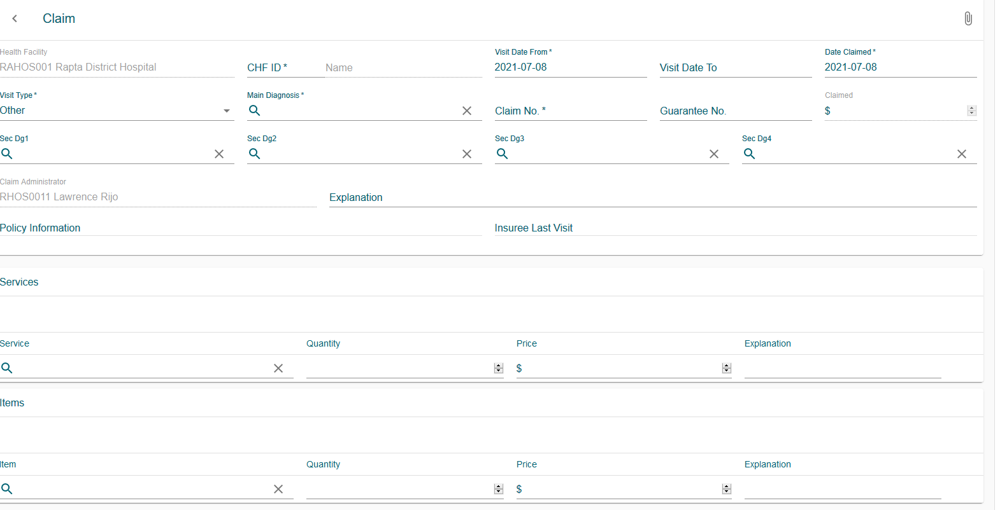 Claim
Health Facility
RAHOS001 Rapta District Hospital
CHF ID *
Name
Visit Date From *
2021-07-08
Visit Date To
Date Claimed *
2021-07-08
Visit Type *
Other
Main Diagnosis *
Claim No. *
Guarantee No.
Claimed
$
Sec Dg1
Sec Dg2
Sec Dg3
Sec Dg4
Claim Administrator
RHOS0011 Lawrence Rijo
Explanation
Policy Information
Insuree Last Visit
Services
Service
Quantity
Price
Explanation
$
Items
Item
Quantity
Price
Explanation
$